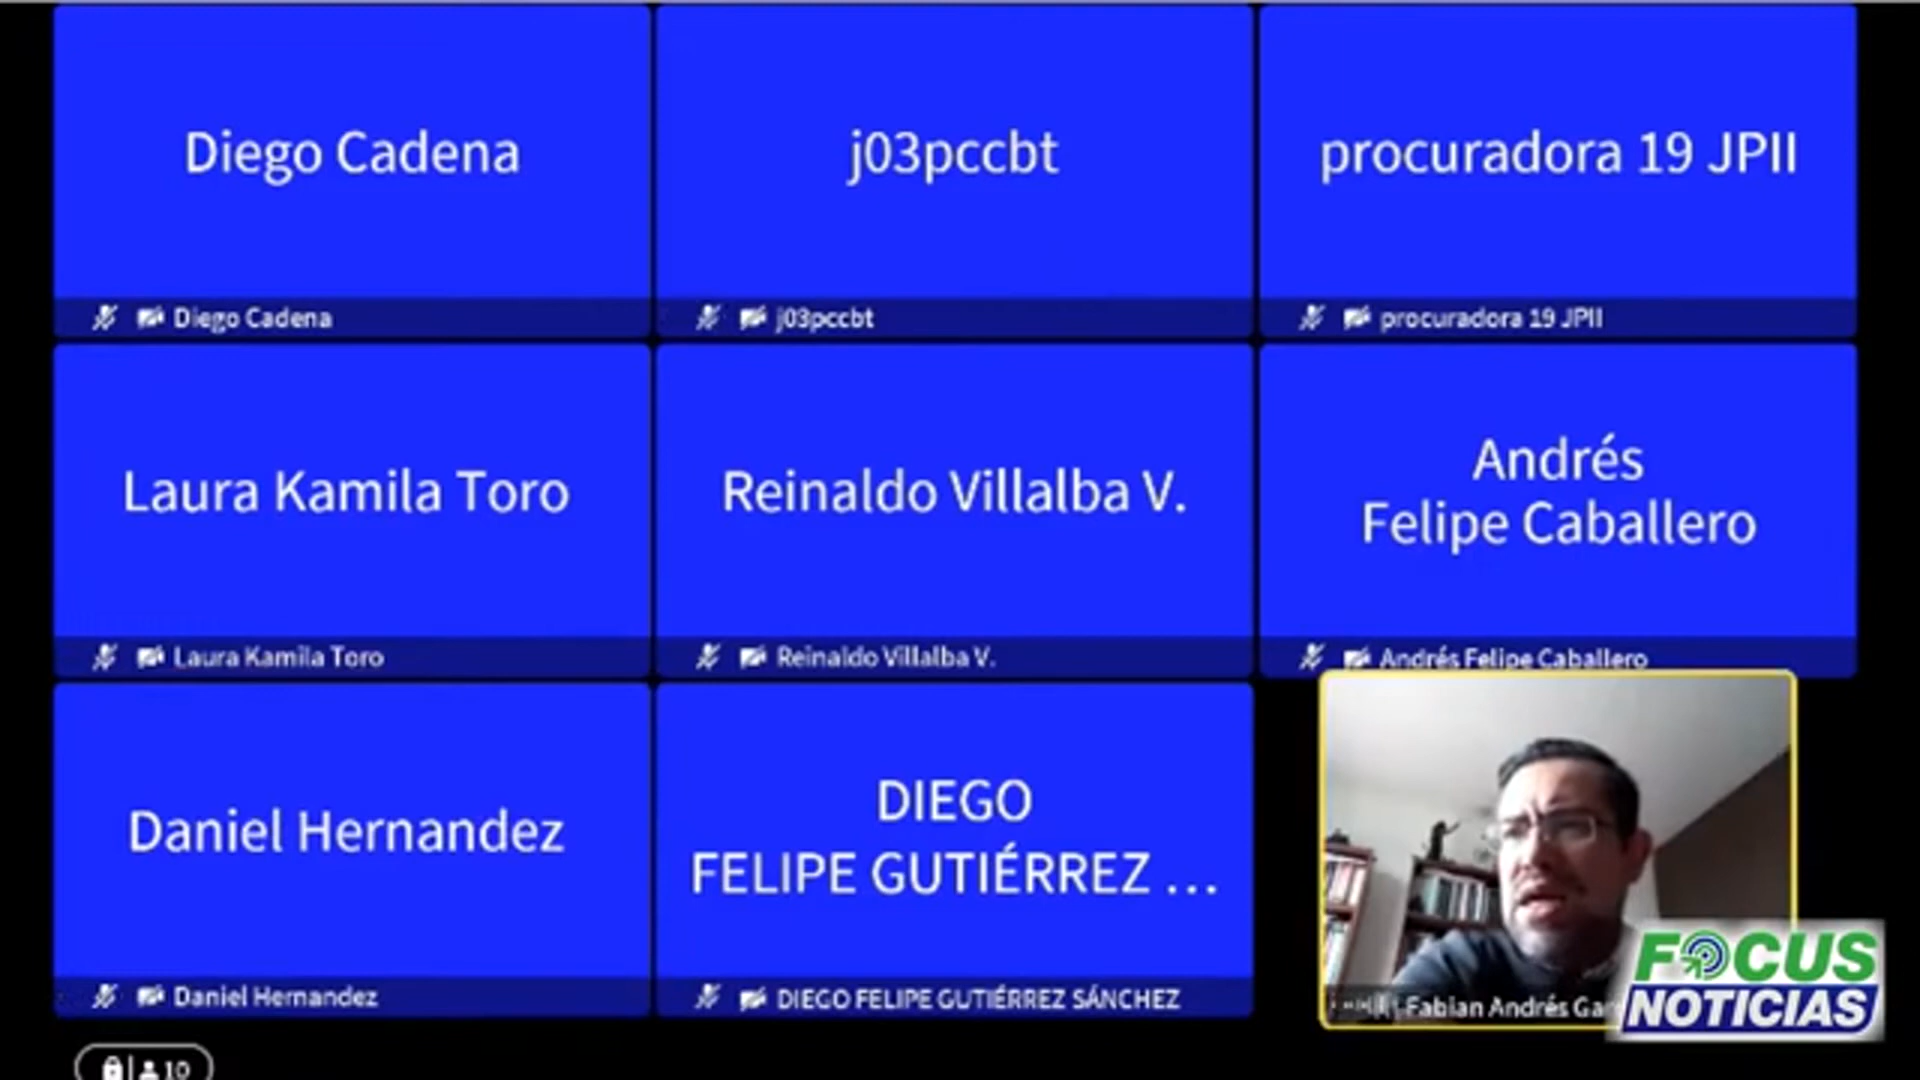 Diego Cadena
Diego Cadena
j03pccbt
j03pccbt
procuradora 19 JPII
procuradora 19 JPII
Laura Kamila Toro
Laura Kamila Toro
Reinaldo Villalba V.
Reinaldo Villalba V.
Andrés
Felipe Caballero
Andrés Felipe Caballero
Daniel Hernandez
Daniel Hernandez
DIEGO
FELIPE GUTIÉRREZ ...
DIEGO FELIPE GUTIÉRREZ SÁNCHEZ
Fabian Andrés
FOCUS
NOTICIAS
10